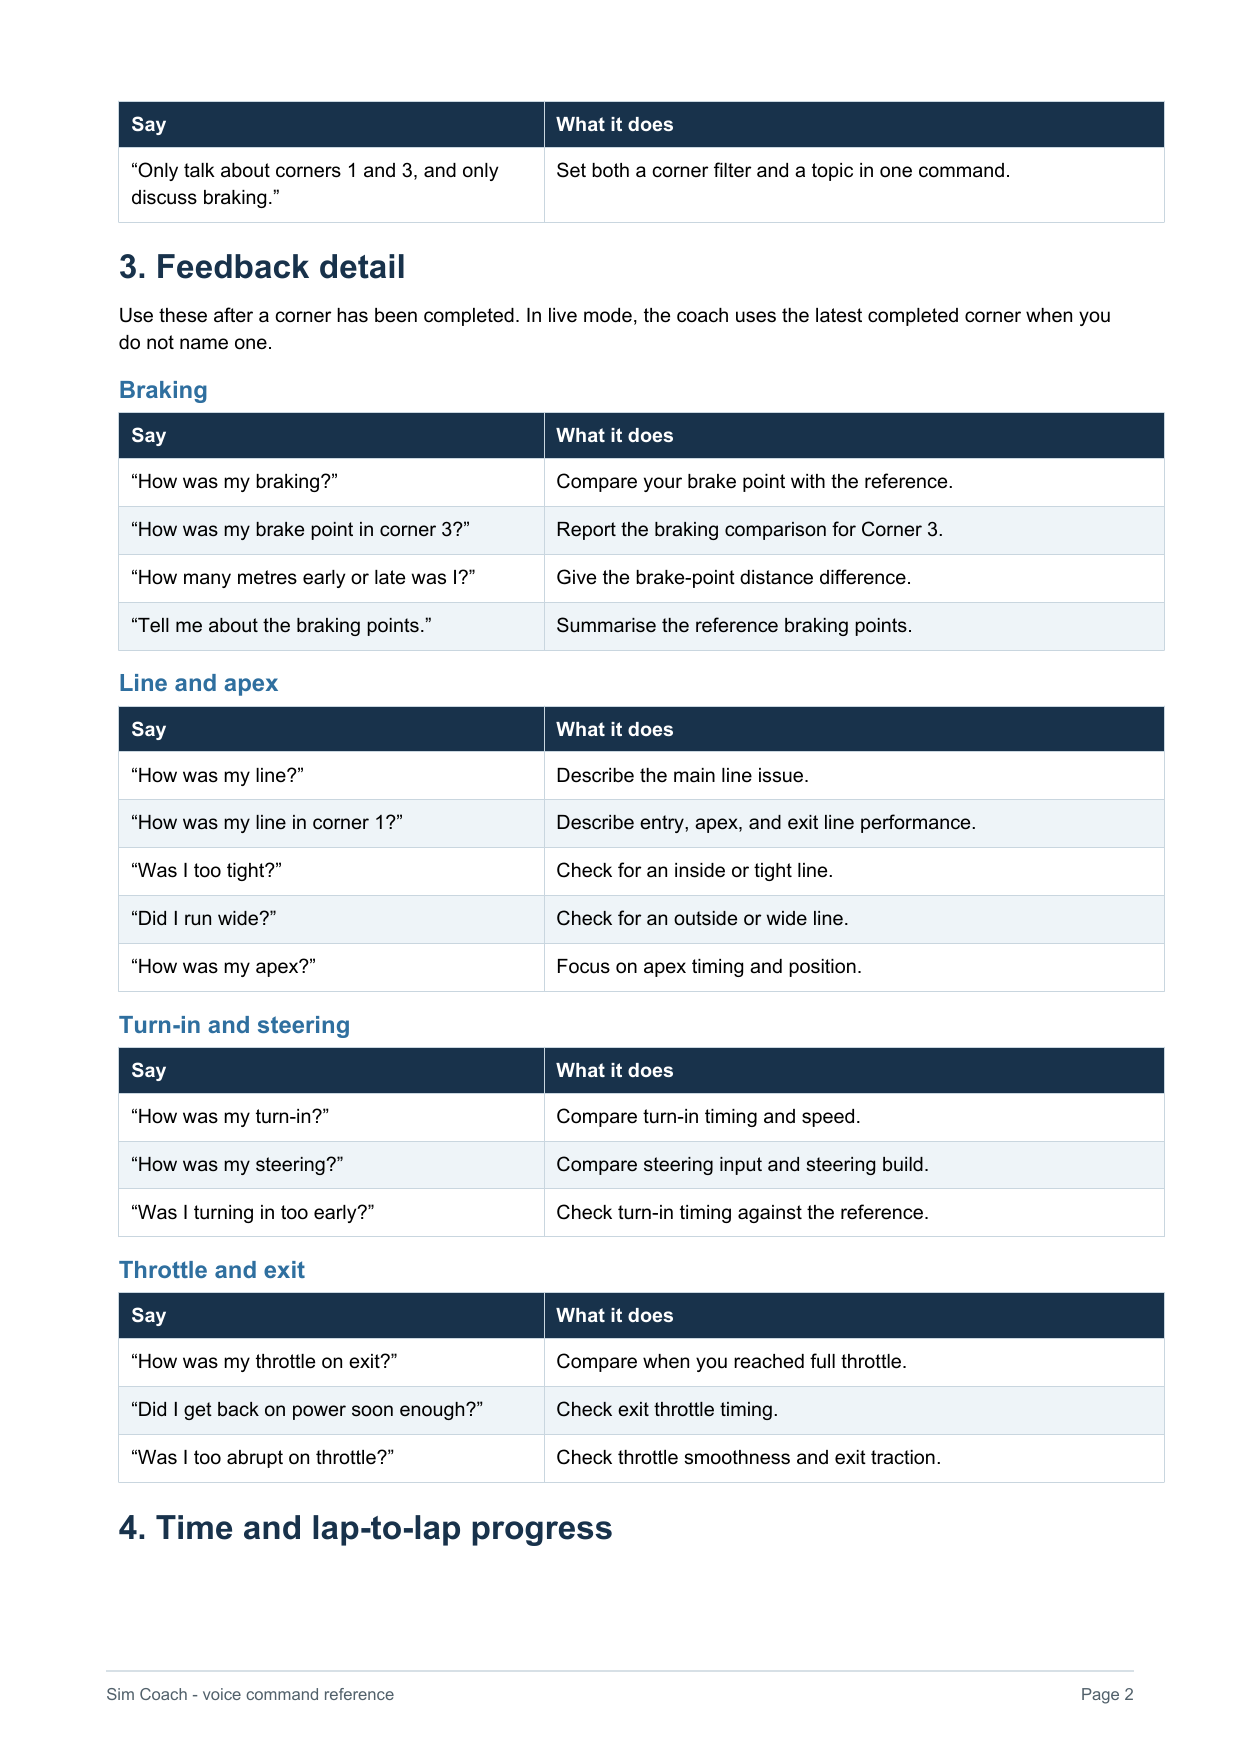 Say What it does
“Only talk about corners 1 and 3, and only Set both a corner filter and a topic in one command.
discuss braking.”
3. Feedback detail
Use these after a corner has been completed. In live mode, the coach uses the latest completed corner when you
do not name one.
Braking
Say What it does
“How was my braking?” Compare your brake point with the reference.
“How was my brake point in corner 3?” Report the braking comparison for Corner 3.
“How many metres early or late was I?” Give the brake-point distance difference.
“Tell me about the braking points.” Summarise the reference braking points.
Line and apex
Say What it does
“How was my line?” Describe the main line issue.
“How was my line in corner 1?” Describe entry, apex, and exit line performance.
“Was I too tight?” Check for an inside or tight line.
“Did I run wide?” Check for an outside or wide line.
“How was my apex?” Focus on apex timing and position.
Turn-in and steering
Say What it does
“How was my turn-in?” Compare turn-in timing and speed.
“How was my steering?” Compare steering input and steering build.
“Was I turning in too early?” Check turn-in timing against the reference.
Throttle and exit
Say What it does
“How was my throttle on exit?” Compare when you reached full throttle.
“Did I get back on power soon enough?” Check exit throttle timing.
“Was I too abrupt on throttle?” Check throttle smoothness and exit traction.
4. Time and lap-to-lap progress
Sim Coach - voice command reference Page 2